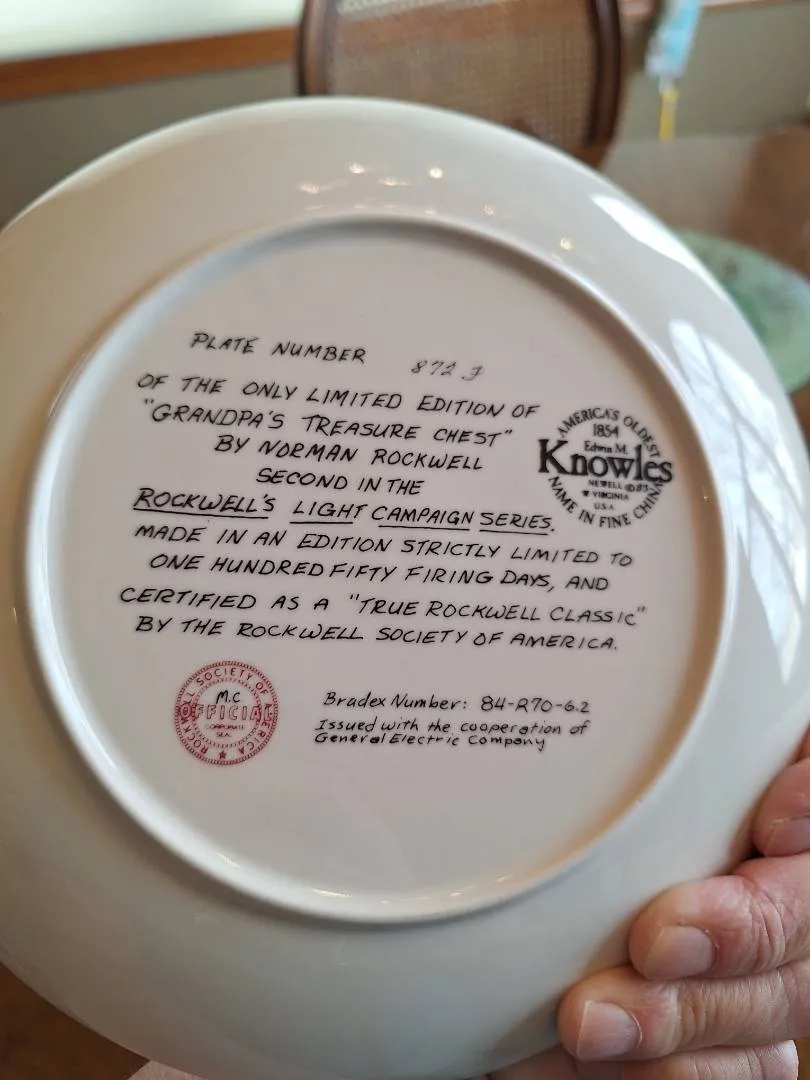 PLATE NUMBER 872 J
OF THE ONLY LIMITED EDITION OF
"GRANDPA'S TREASURE CHEST"
BY NORMAN ROCKWELL
SECOND IN THE
ROCKWELL'S LIGHT CAMPAIGN SERIES.
MADE IN AN EDITION STRICTLY LIMITED TO
ONE HUNDRED FIFTY FIRING DAYS, AND
CERTIFIED AS A "TRUE ROCKWELL CLASSIC"
BY THE ROCKWELL SOCIETY OF AMERICA.
AMERICA'S OLDEST
1854
Edwin M.
Knowles
NEWELL ©83
W VIRGINIA
U.S.A
NAME IN FINE CHINA
ROCKWELL SOCIETY OF AMERICA
M.C
OFFICIAL
CORPORATE
SEAL
Bradex Number: 84-R70-6.2
Issued with the cooperation of
General Electric Company